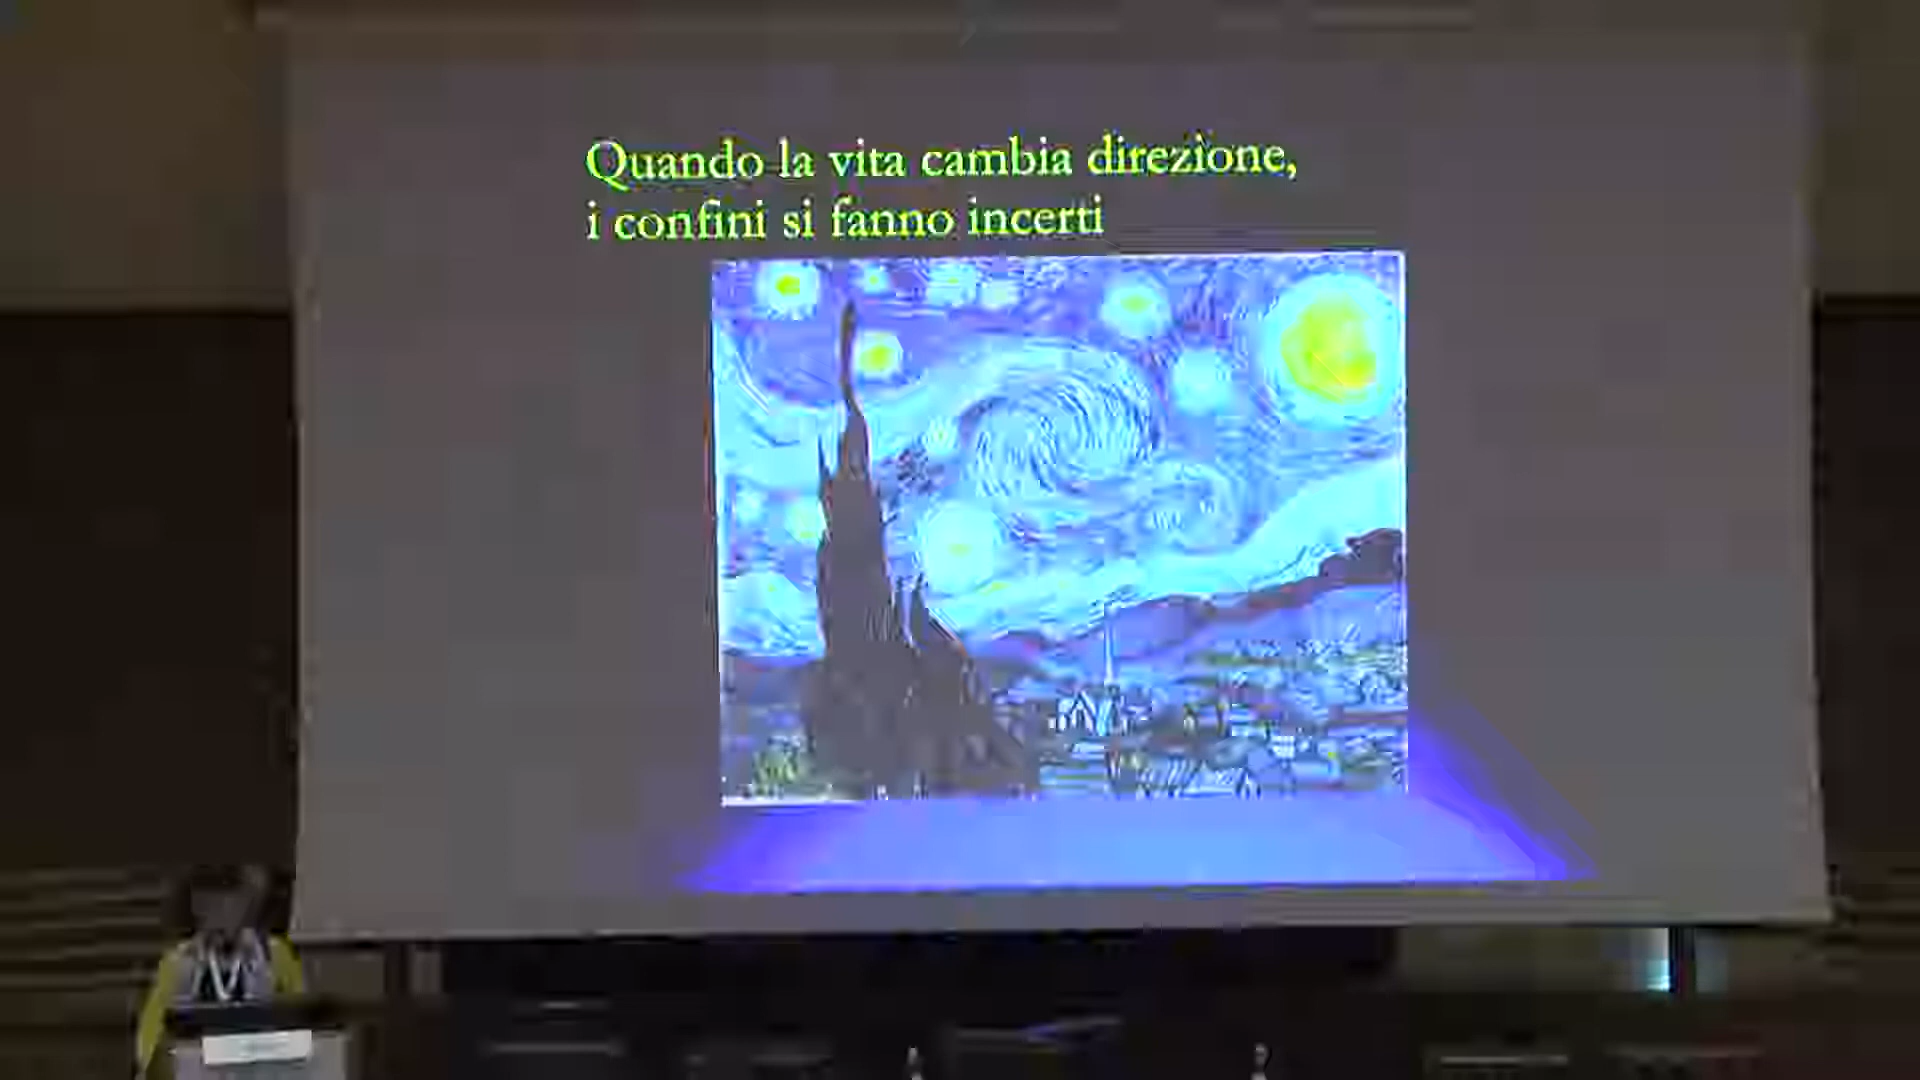 Quando la vita cambia direzione,
i confini si fanno incerti